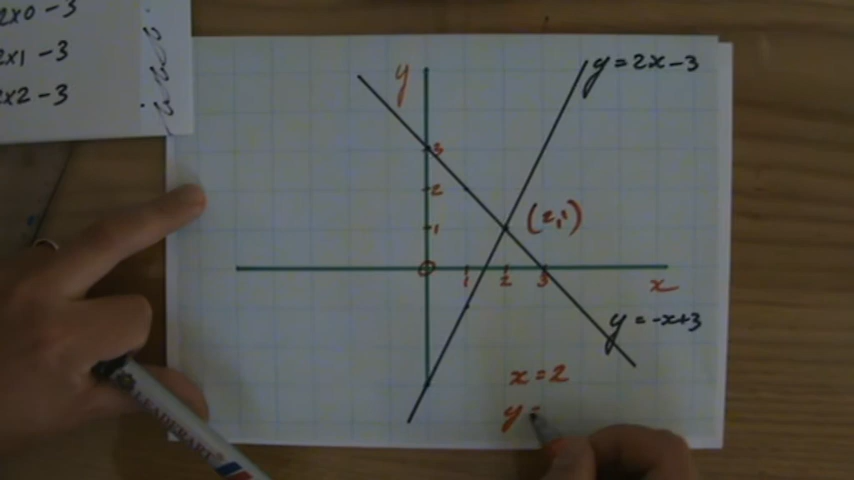 2x0 - 3
2x1 - 3
2x2 - 3
y
y = 2x - 3
3
2
1
(2,1)
0
1 2 3
x
y = -x+3
x = 2
y =
LEADERART